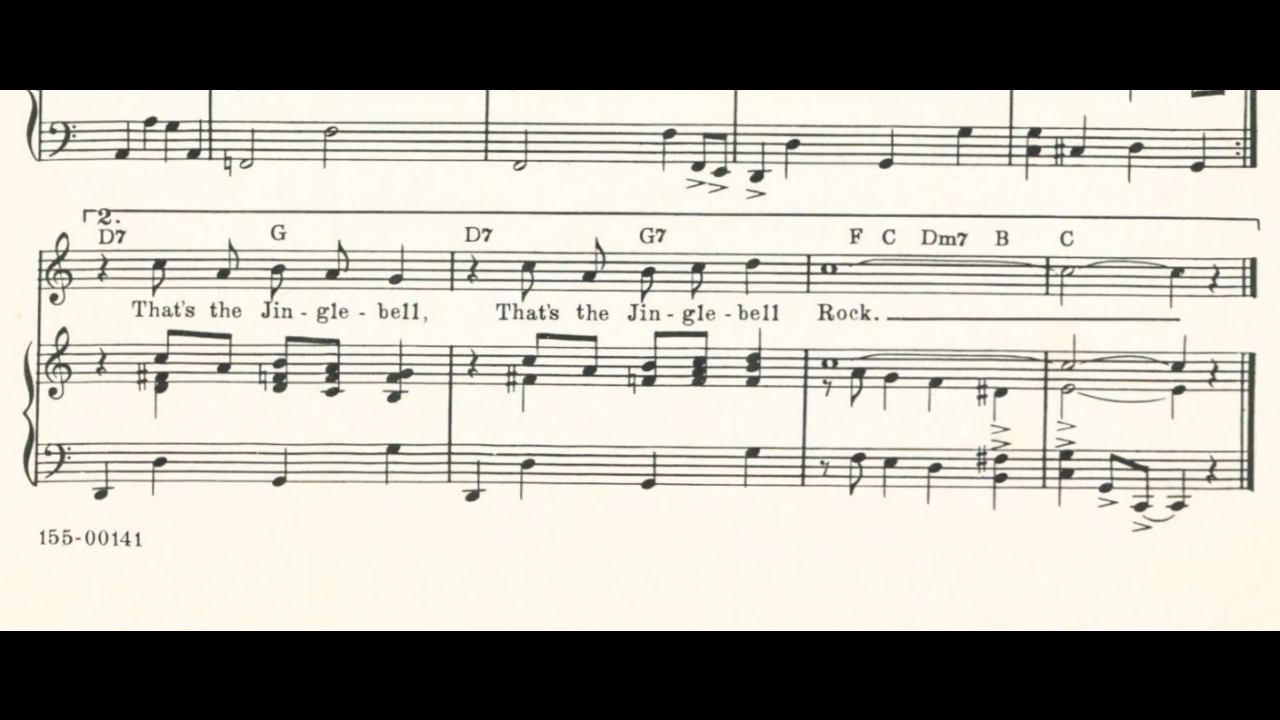 2.
D7 G D7 G7 F C Dm7 B C
That's the Jin - gle - bell, That's the Jin - gle - bell Rock.
155-00141